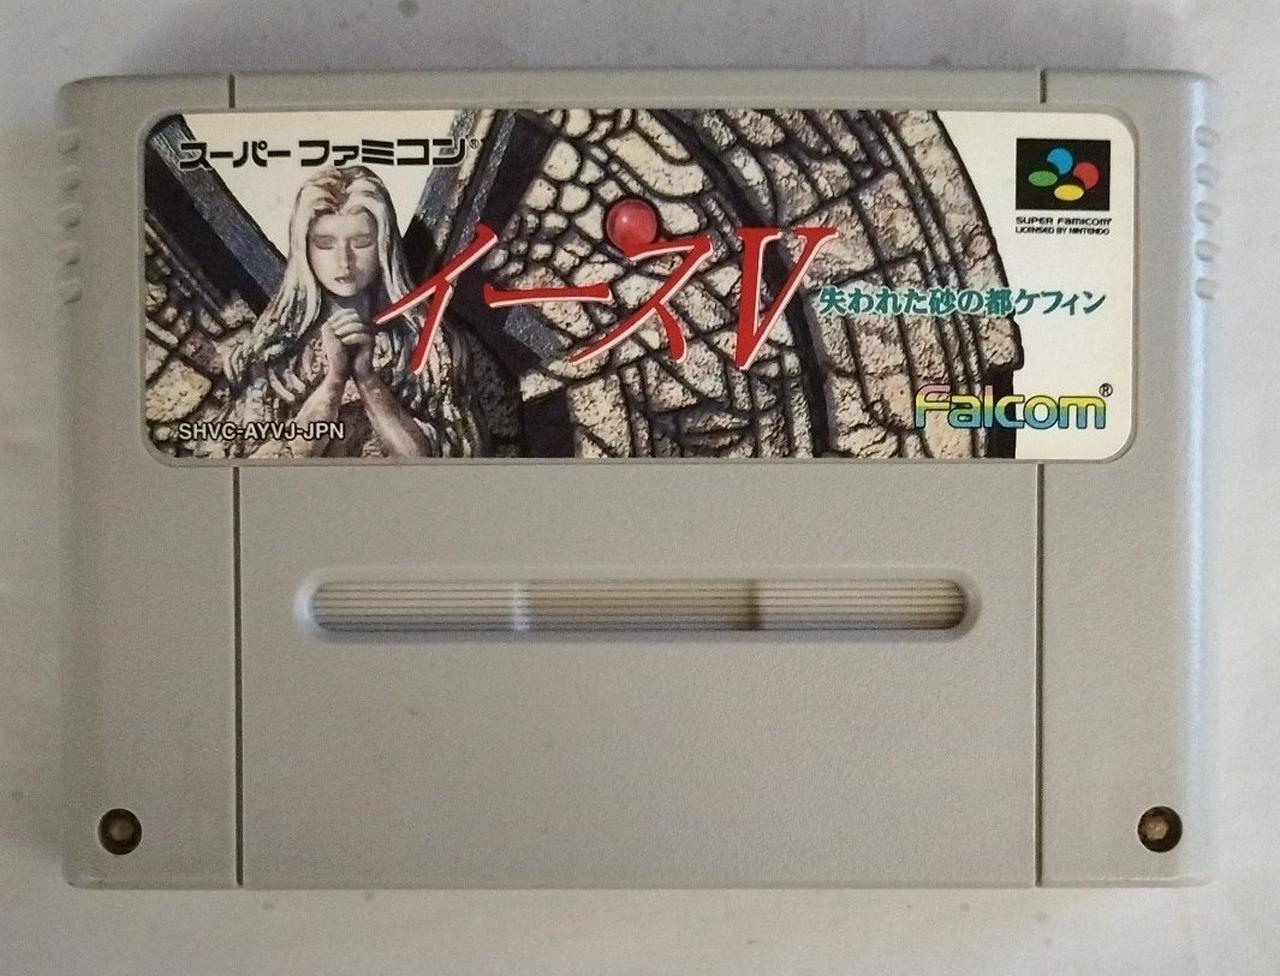 スーパーファミコン®
SUPER FAMICOM
LICENSED BY NINTENDO
イースV
失われた砂の都ケフィン
Falcom®
SHVC-AYVJ-JPN